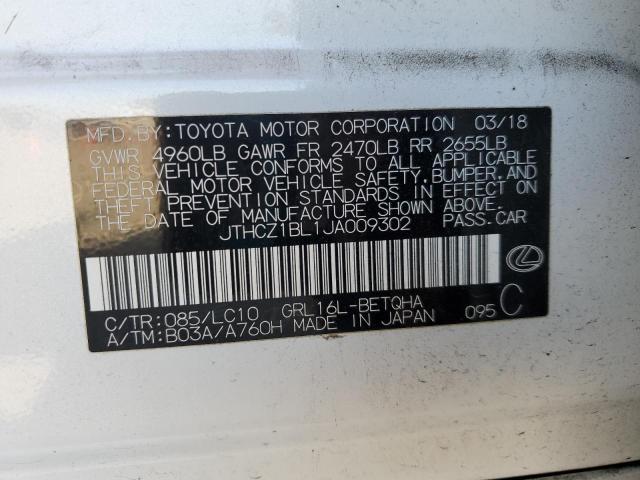 MFD. BY: TOYOTA MOTOR CORPORATION 03/18
GVWR 4960LB GAWR FR 2470LB RR 2655LB
THIS VEHICLE CONFORMS TO ALL APPLICABLE
FEDERAL MOTOR VEHICLE SAFETY, BUMPER, AND
THEFT PREVENTION STANDARDS IN EFFECT ON
THE DATE OF MANUFACTURE SHOWN ABOVE.
JTHCZ1BL1JA009302 PASS. CAR
C/TR: 085/LC10 GRL16L-BETQHA
A/TM: B03A/A760H MADE IN JAPAN 095 C